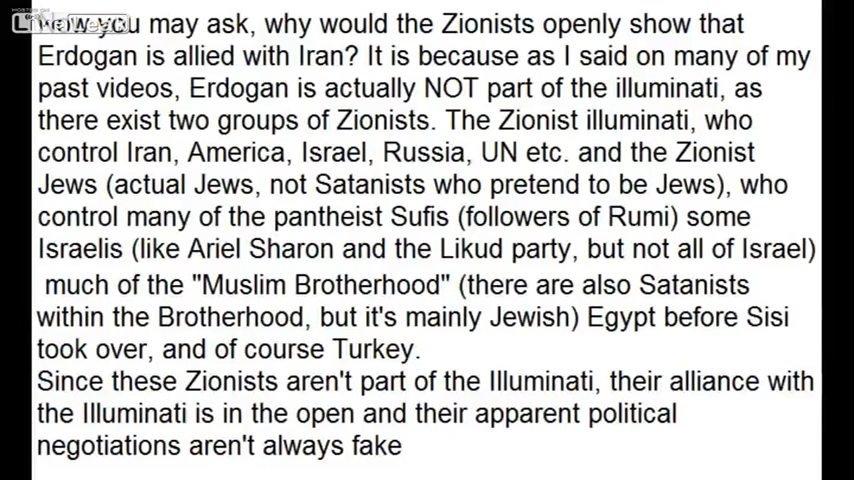 you may ask, why would the Zionists openly show that
Erdogan is allied with Iran? It is because as I said on many of my
past videos, Erdogan is actually NOT part of the illuminati, as
there exist two groups of Zionists. The Zionist illuminati, who
control Iran, America, Israel, Russia, UN etc. and the Zionist
Jews (actual Jews, not Satanists who pretend to be Jews), who
control many of the pantheist Sufis (followers of Rumi) some
Israelis (like Ariel Sharon and the Likud party, but not all of Israel)
much of the "Muslim Brotherhood" (there are also Satanists
within the Brotherhood, but it's mainly Jewish) Egypt before Sisi
took over, and of course Turkey.
Since these Zionists aren't part of the Illuminati, their alliance with
the Illuminati is in the open and their apparent political
negotiations aren't always fake